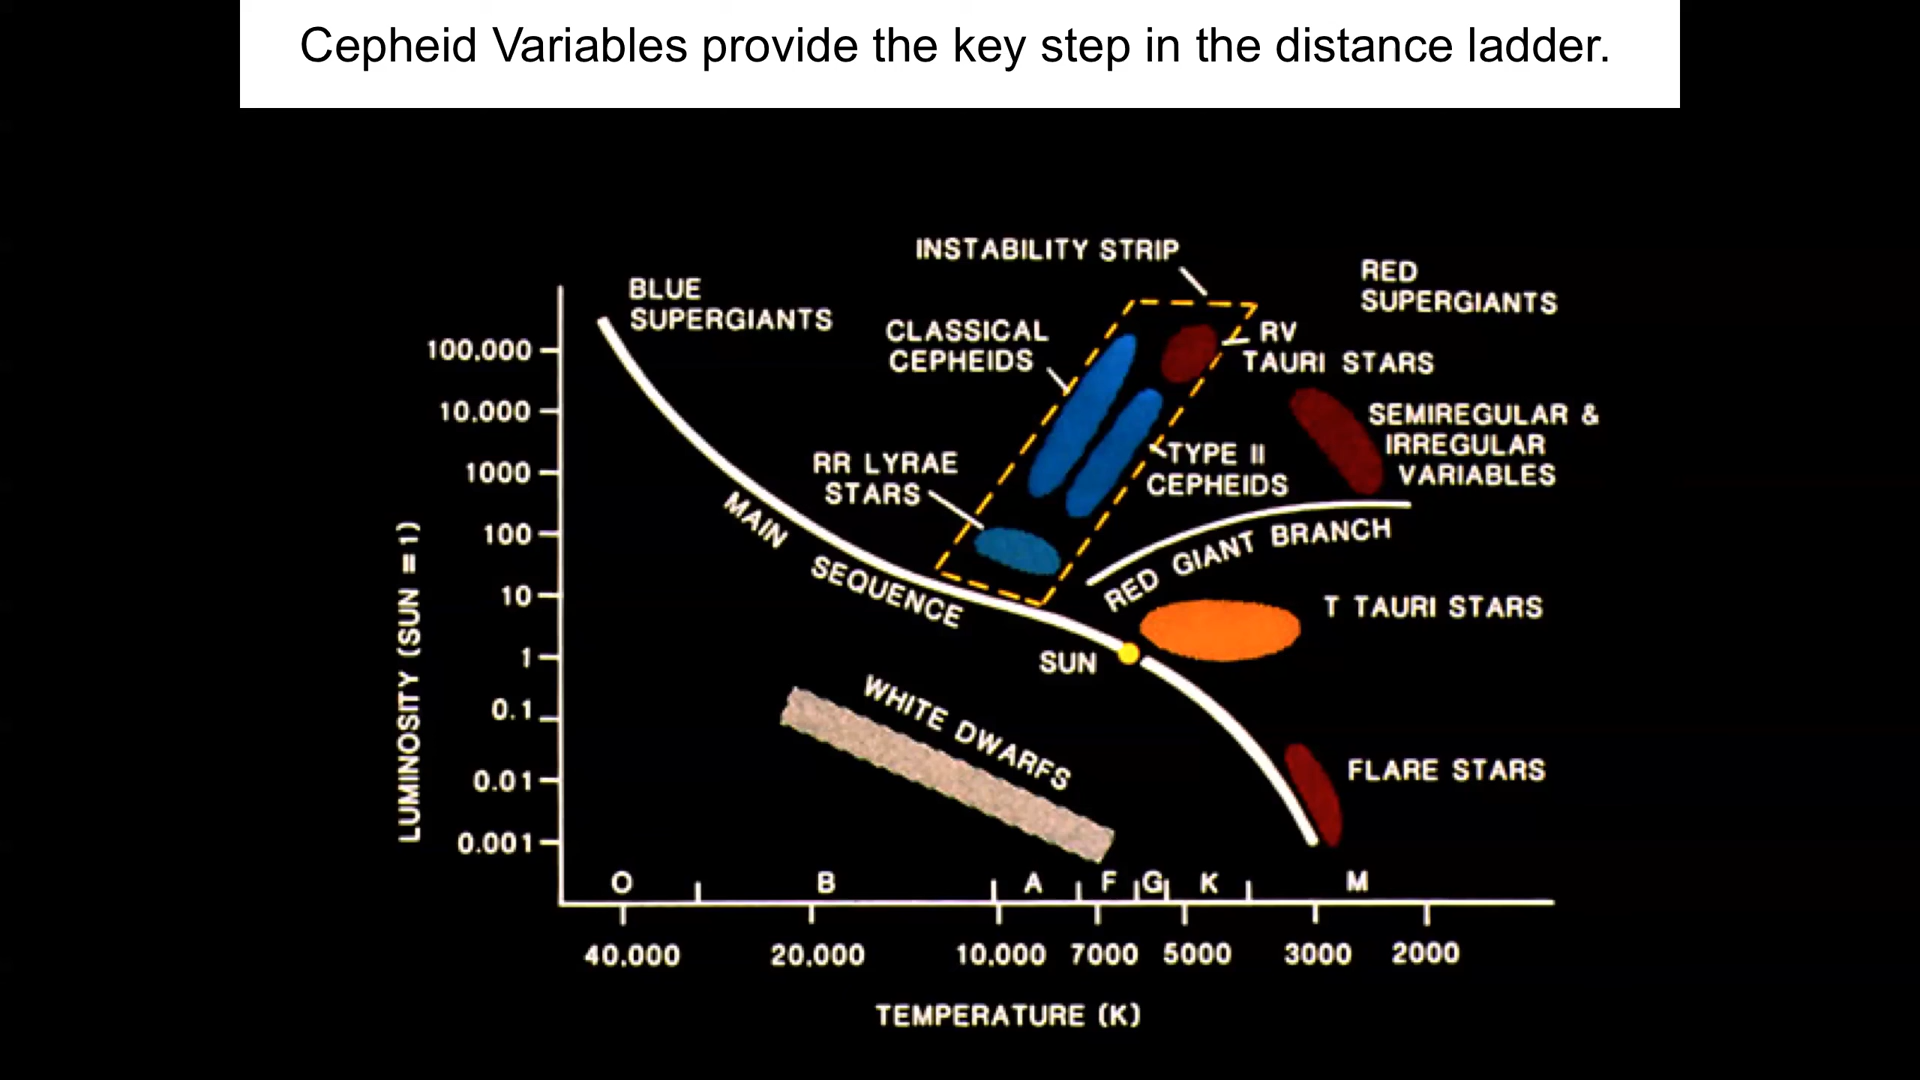 Cepheid Variables provide the key step in the distance ladder.
INSTABILITY STRIP
BLUE
SUPERGIANTS
RED
SUPERGIANTS
CLASSICAL
CEPHEIDS
RV
TAURI STARS
SEMIREGULAR &
IRREGULAR
VARIABLES
RR LYRAE
STARS
TYPE II
CEPHEIDS
MAIN SEQUENCE
RED GIANT BRANCH
T TAURI STARS
SUN
WHITE DWARFS
FLARE STARS
LUMINOSITY (SUN = 1)
100.000
10.000
1000
100
10
1
0.1
0.01
0.001
O B A F G K M
40.000 20.000 10.000 7000 5000 3000 2000
TEMPERATURE (K)